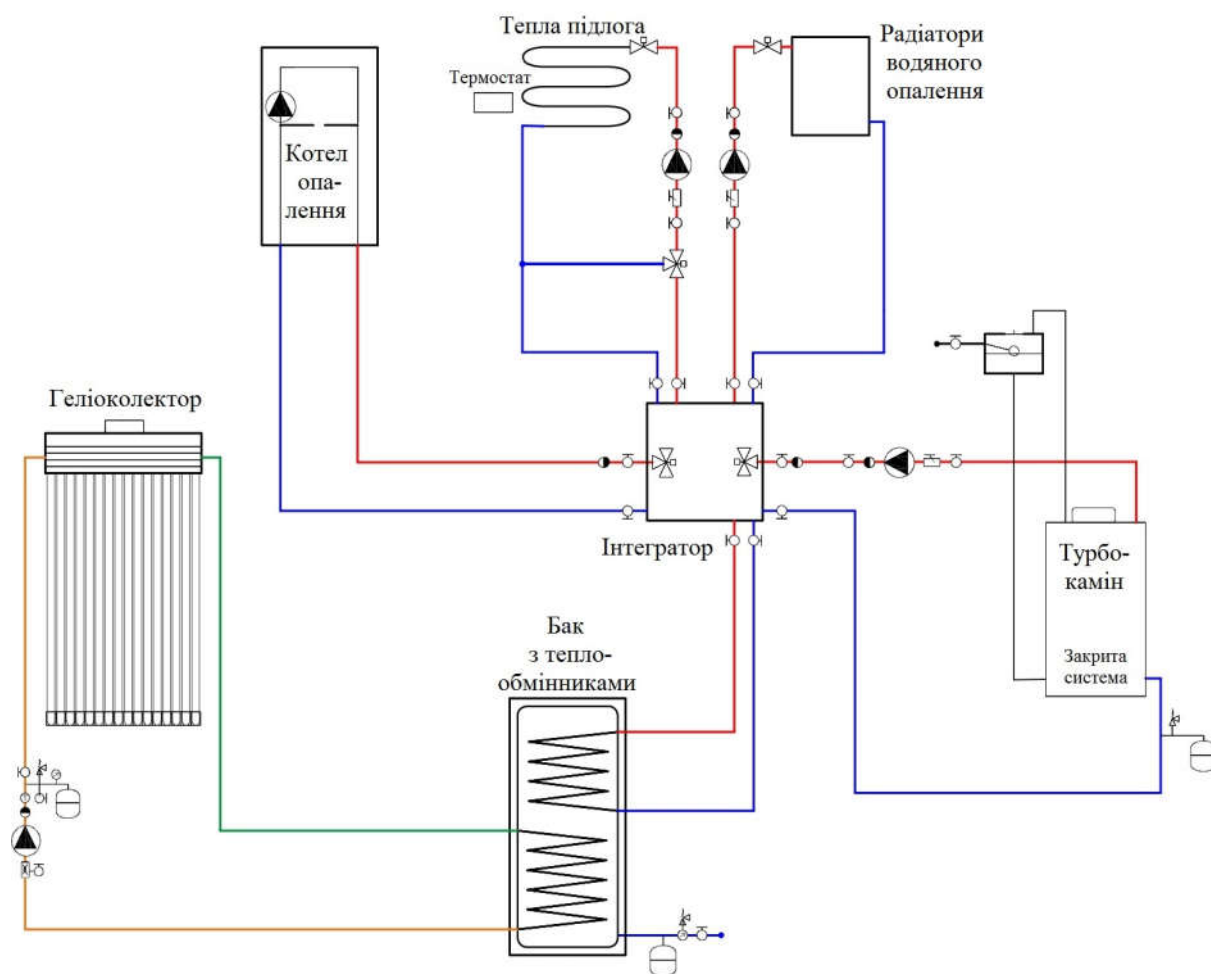 Тепла підлога
Термостат
Радіатори
водяного
опалення
Котел
опа-
лення
Геліоколектор
Інтегратор
Турбо-
камін
Закрита
система
Бак
з тепло-
обмінниками